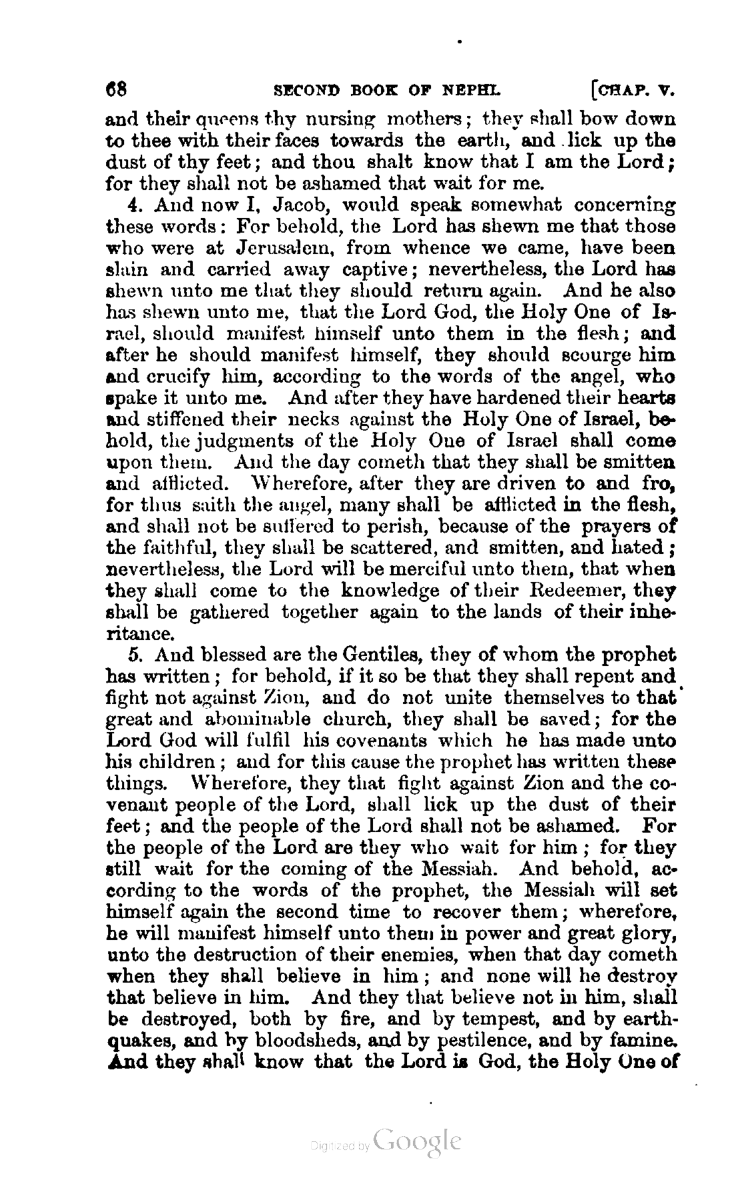 68 SECOND BOOK OF NEPHI. [CHAP. V.
and their queens thy nursing mothers; they shall bow down
to thee with their faces towards the earth, and lick up the
dust of thy feet; and thou shalt know that I am the Lord;
for they shall not be ashamed that wait for me.
4. And now I, Jacob, would speak somewhat concerning
these words: For behold, the Lord has shewn me that those
who were at Jerusalem, from whence we came, have been
slain and carried away captive; nevertheless, the Lord has
shewn unto me that they should return again. And he also
has shewn unto me, that the Lord God, the Holy One of Is-
rael, should manifest himself unto them in the flesh; and
after he should manifest himself, they should scourge him
and crucify him, according to the words of the angel, who
spake it unto me. And after they have hardened their hearts
and stiffened their necks against the Holy One of Israel, be-
hold, the judgments of the Holy One of Israel shall come
upon them. And the day cometh that they shall be smitten
and afflicted. Wherefore, after they are driven to and fro,
for thus saith the angel, many shall be afflicted in the flesh,
and shall not be suffered to perish, because of the prayers of
the faithful, they shall be scattered, and smitten, and hated;
nevertheless, the Lord will be merciful unto them, that when
they shall come to the knowledge of their Redeemer, they
shall be gathered together again to the lands of their inhe-
ritance.
5. And blessed are the Gentiles, they of whom the prophet
has written; for behold, if it so be that they shall repent and
fight not against Zion, and do not unite themselves to that
great and abominable church, they shall be saved; for the
Lord God will fulfil his covenants which he has made unto
his children; and for this cause the prophet has written these
things. Wherefore, they that fight against Zion and the co-
venant people of the Lord, shall lick up the dust of their
feet; and the people of the Lord shall not be ashamed. For
the people of the Lord are they who wait for him; for they
still wait for the coming of the Messiah. And behold, ac-
cording to the words of the prophet, the Messiah will set
himself again the second time to recover them; wherefore,
he will manifest himself unto them in power and great glory,
unto the destruction of their enemies, when that day cometh
when they shall believe in him; and none will he destroy
that believe in him. And they that believe not in him, shall
be destroyed, both by fire, and by tempest, and by earth-
quakes, and by bloodsheds, and by pestilence, and by famine.
And they shall know that the Lord is God, the Holy One of
Digitized by Google